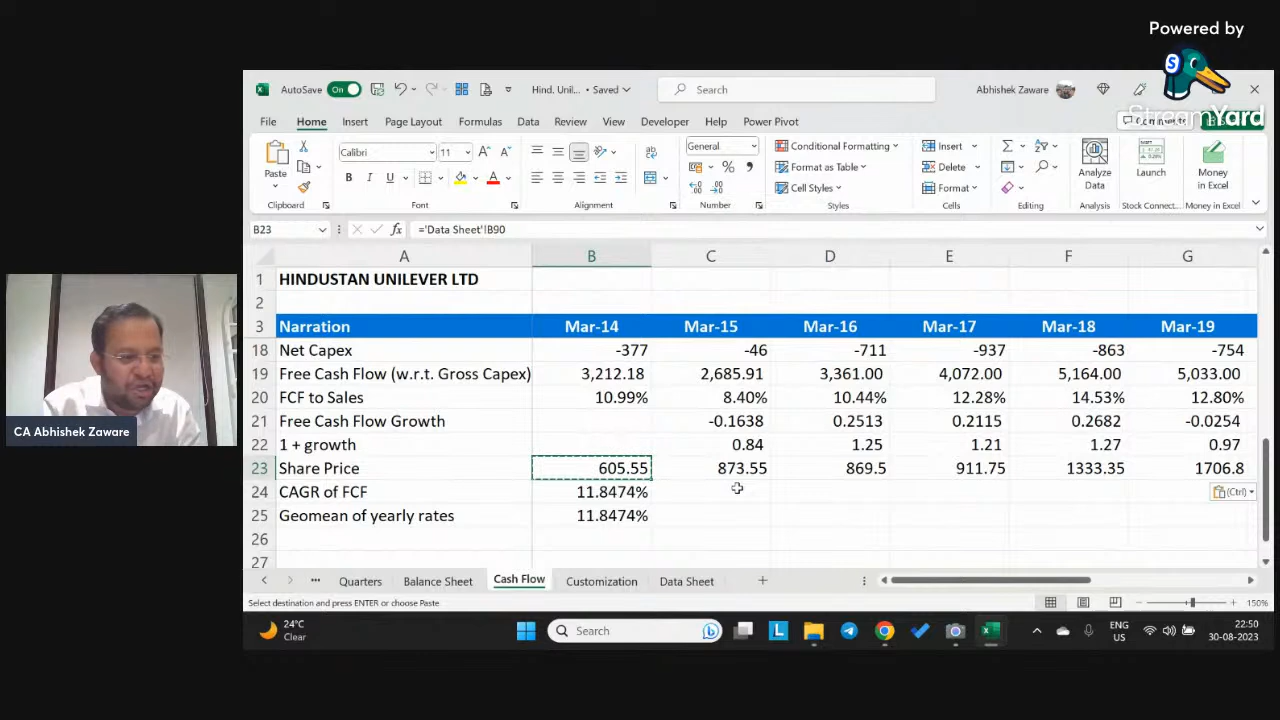 Powered by
StreamYard
AutoSave On Hind. Unil... • Saved Search Abhishek Zaware
File Home Insert Page Layout Formulas Data Review View Developer Help Power Pivot Comments
Paste Calibri 11 General Conditional Formatting Insert Analyze Data Launch Money in Excel
Format as Table Delete
Cell Styles Format
Clipboard Font Alignment Number Styles Cells Editing Analysis Stock Connec... Money in Excel
B23 fx ='Data Sheet'!B90
A B C D E F G
1 HINDUSTAN UNILEVER LTD
2
3 Narration Mar-14 Mar-15 Mar-16 Mar-17 Mar-18 Mar-19
18 Net Capex -377 -46 -711 -937 -863 -754
19 Free Cash Flow (w.r.t. Gross Capex) 3,212.18 2,685.91 3,361.00 4,072.00 5,164.00 5,033.00
20 FCF to Sales 10.99% 8.40% 10.44% 12.28% 14.53% 12.80%
21 Free Cash Flow Growth -0.1638 0.2513 0.2115 0.2682 -0.0254
22 1 + growth 0.84 1.25 1.21 1.27 0.97
23 Share Price 605.55 873.55 869.5 911.75 1333.35 1706.8
24 CAGR of FCF 11.8474% (Ctrl)
25 Geomean of yearly rates 11.8474%
26
27
CA Abhishek Zaware
... Quarters Balance Sheet Cash Flow Customization Data Sheet
Select destination and press ENTER or choose Paste 150%
24°C
Clear
Search
ENG
US
22:50
30-08-2023